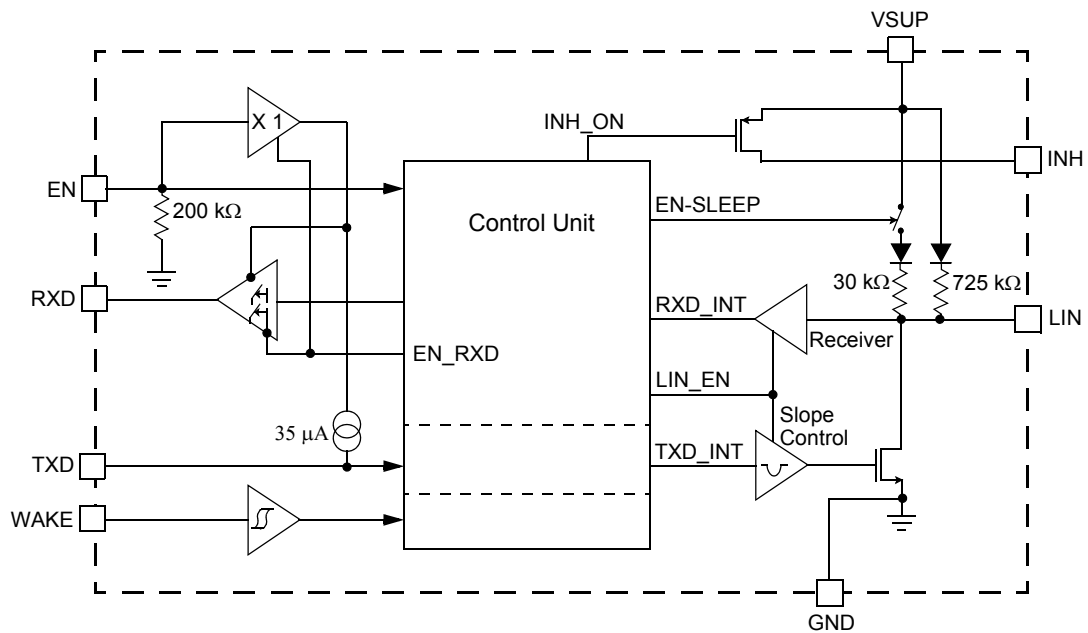 VSUP
X 1
INH_ON
INH
EN
200 kΩ
Control Unit
EN-SLEEP
30 kΩ
725 kΩ
RXD
RXD_INT
LIN
Receiver
EN_RXD
LIN_EN
35 μA
Slope
Control
TXD
TXD_INT
WAKE
GND